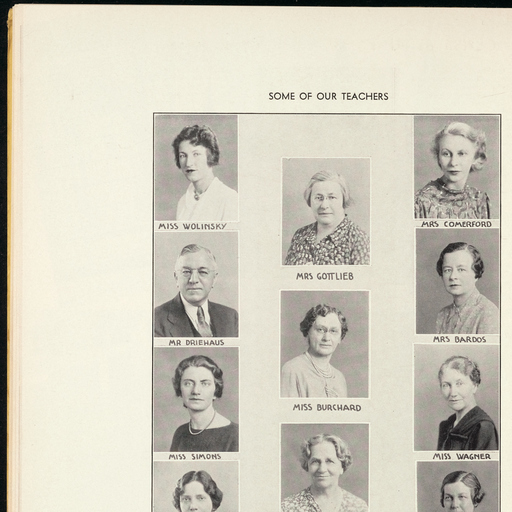 SOME OF OUR TEACHERS
MISS WOLINSKY
MRS COMERFORD
MRS GOTTLIEB
MR DRIEHAUS
MRS BARDOS
MISS BURCHARD
MISS SIMONS
MISS WAGNER